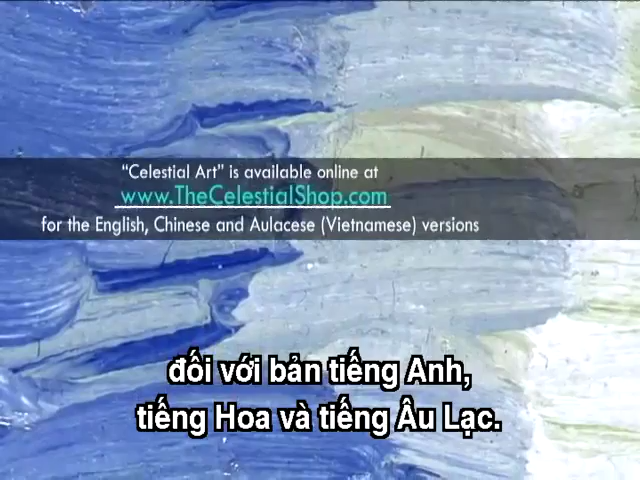 “Celestial Art” is available online at
www.TheCelestialShop.com
for the English, Chinese and Aulacese (Vietnamese) versions
đối với bản tiếng Anh,
tiếng Hoa và tiếng Âu Lạc.